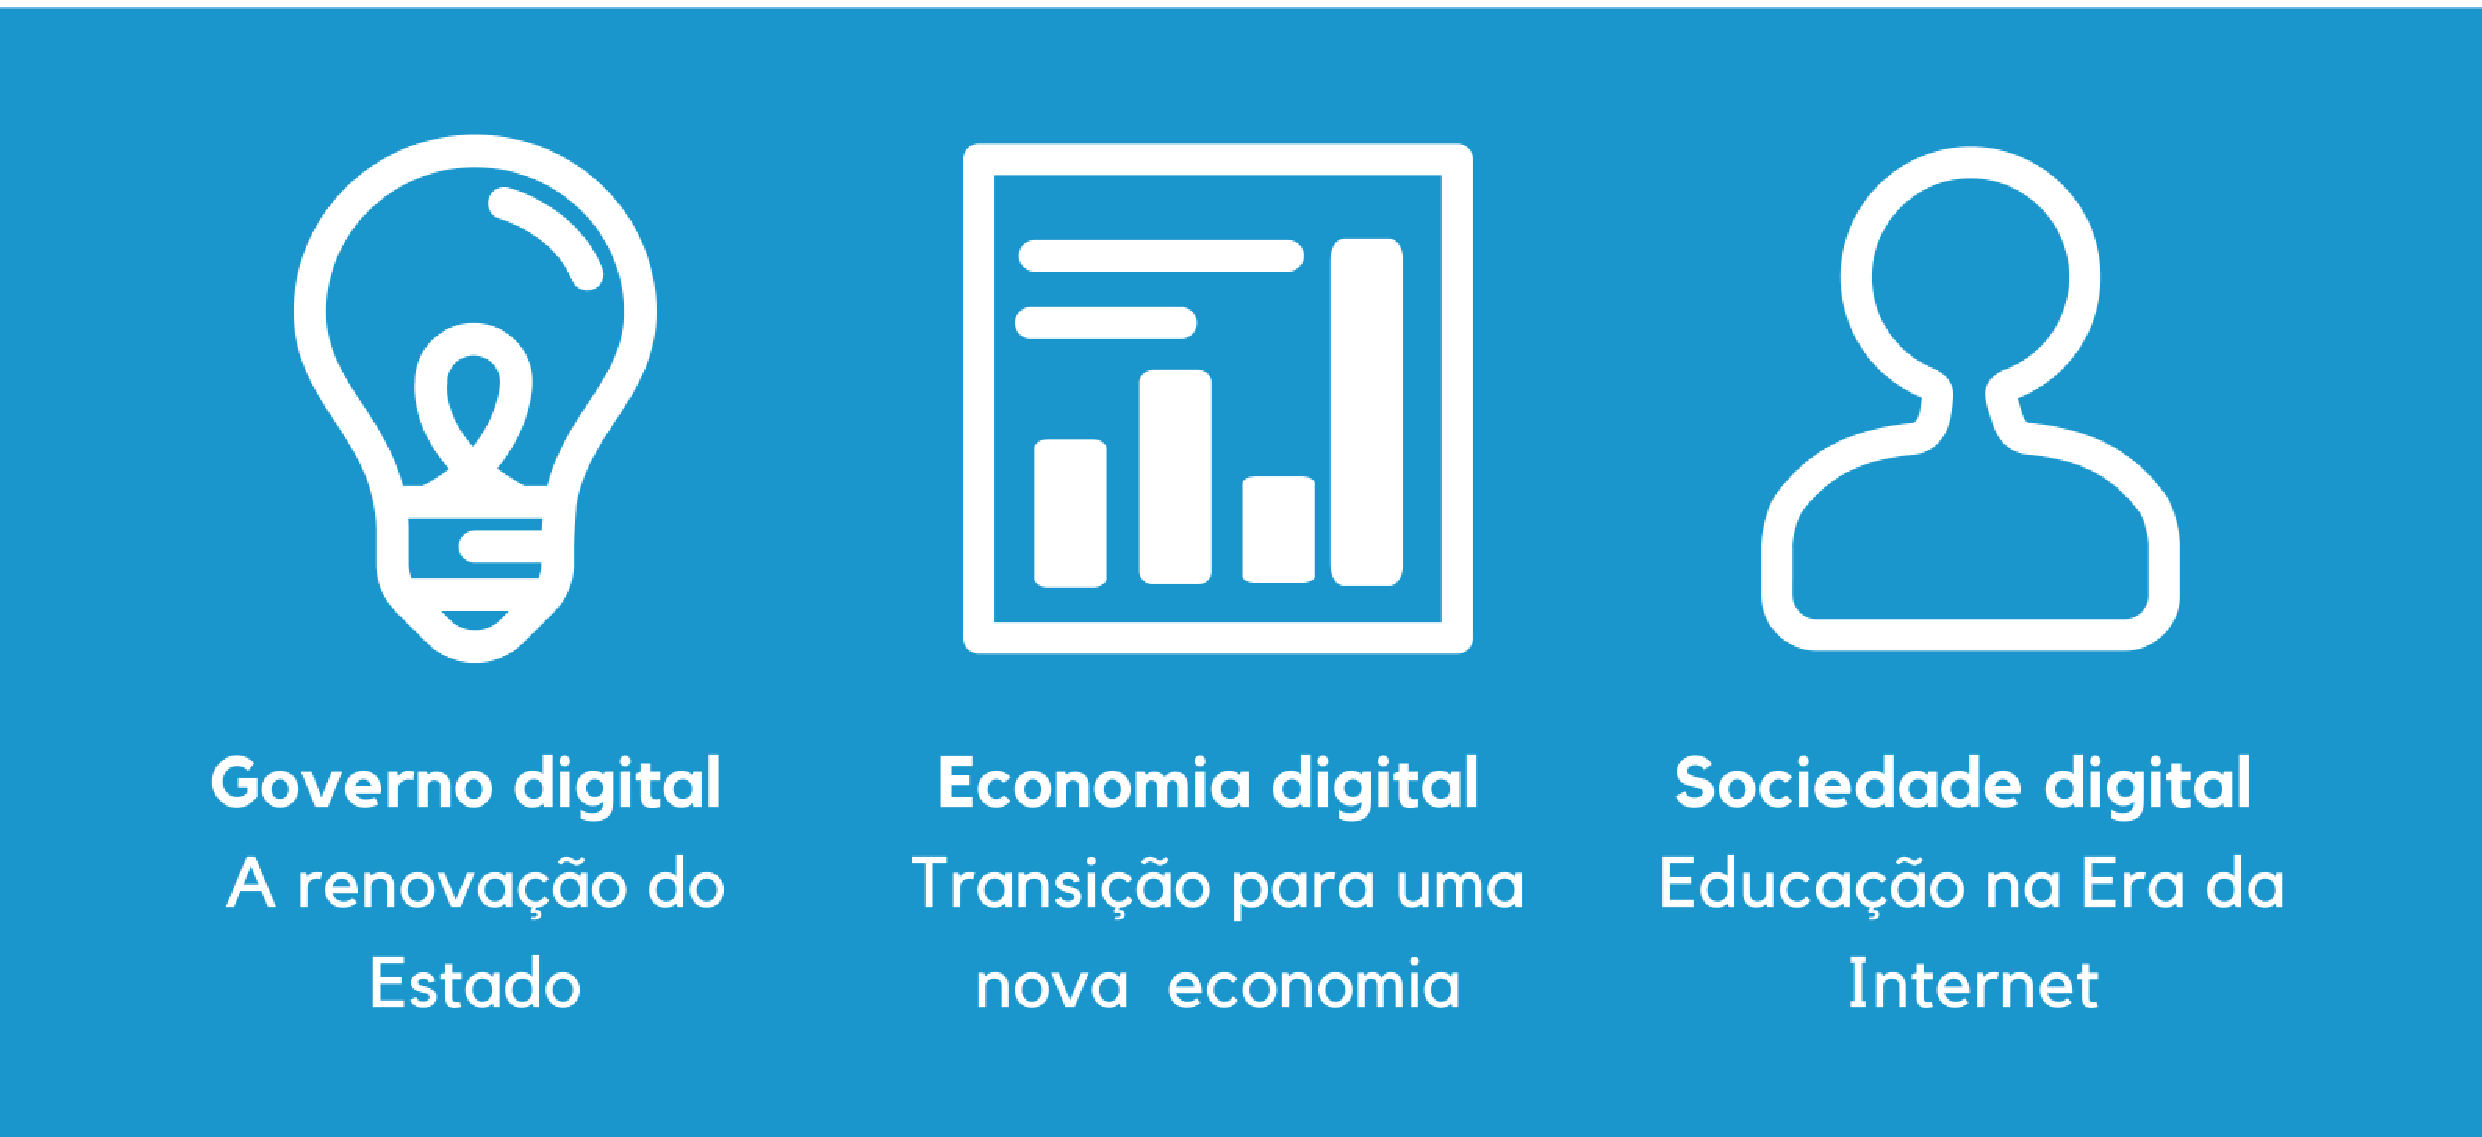 Governo digital
A renovação do
Estado
Economia digital
Transição para uma
nova economia
Sociedade digital
Educação na Era da
Internet